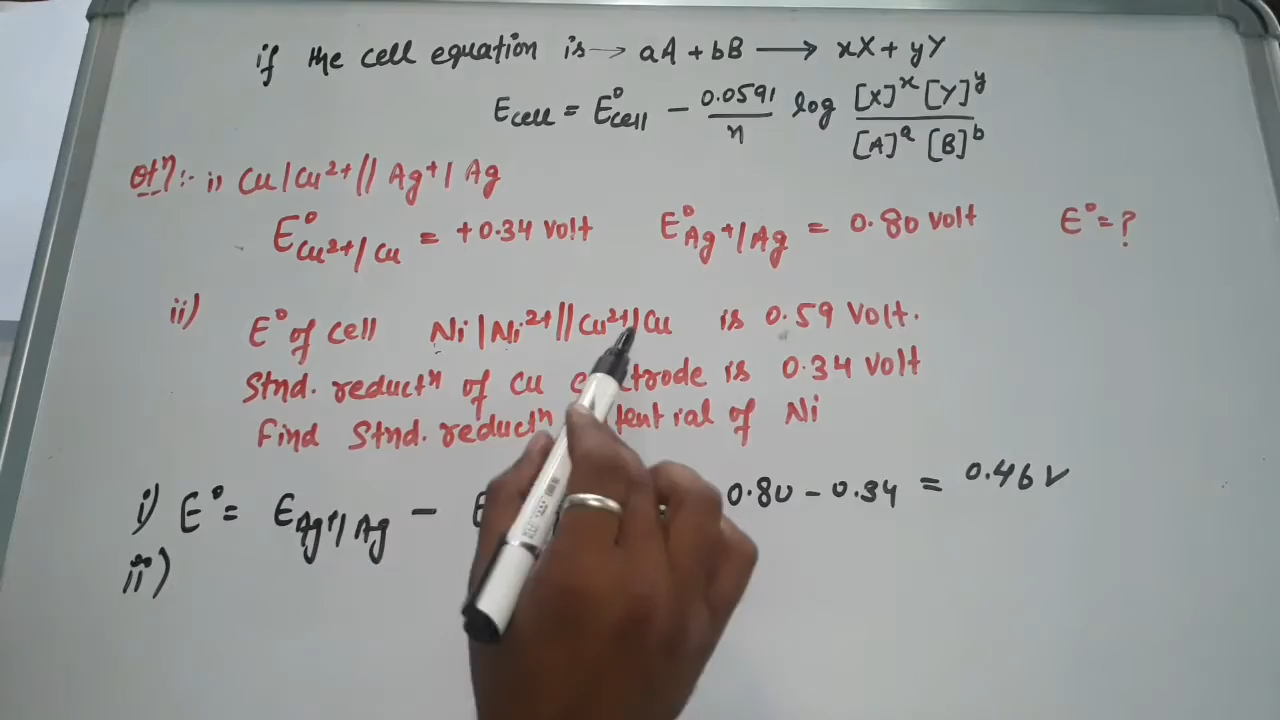 if the cell equation is → aA + bB ⟶ xX + yY
Ecell = E°cell − 0.0591/n log [X]ˣ [Y]ʸ / [A]ᵃ [B]ᵇ
i) Cu/Cu²⁺ // Ag⁺/Ag
E°Cu²⁺/Cu = +0.34 volt E°Ag⁺/Ag = 0.80 volt E° = ?
ii) E° of cell Ni/Ni²⁺//Cu²⁺/Cu is 0.59 Volt.
Stnd. reductⁿ of Cu is 0.34 volt
Find Stnd. reductⁿ of Ni
i) E° = EAg⁺/Ag − 0.80 − 0.34 = 0.46 V
ii)